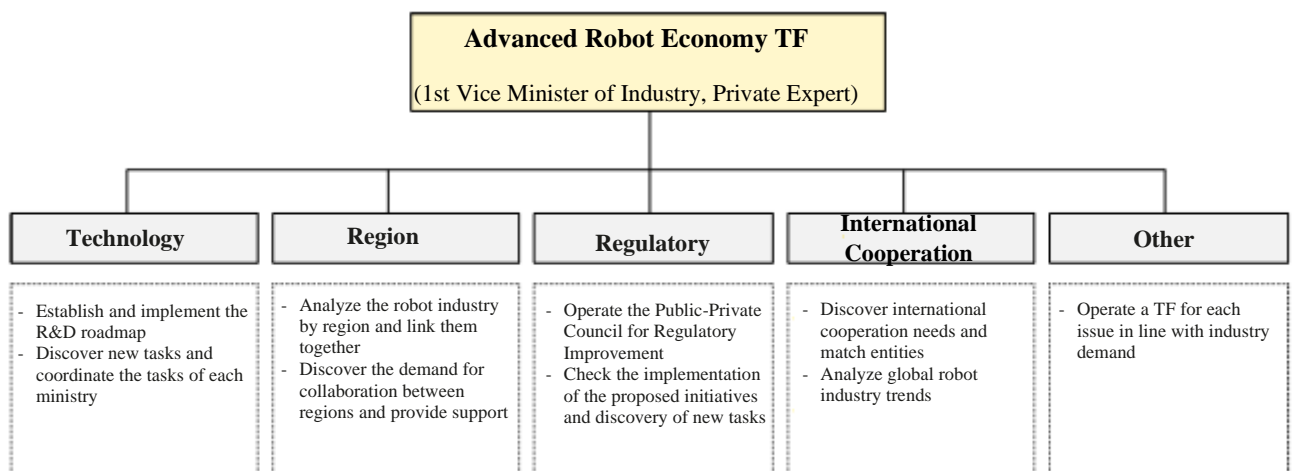 Advanced Robot Economy TF
(1st Vice Minister of Industry, Private Expert)
Technology
Region
Regulatory
International
Cooperation
Other
- Establish and implement the
R&D roadmap
- Discover new tasks and
coordinate the tasks of each
ministry
- Analyze the robot industry
by region and link them
together
- Discover the demand for
collaboration between
regions and provide support
- Operate the Public-Private
Council for Regulatory
Improvement
- Check the implementation
of the proposed initiatives
and discovery of new tasks
- Discover international
cooperation needs and
match entities
- Analyze global robot
industry trends
- Operate a TF for each
issue in line with industry
demand